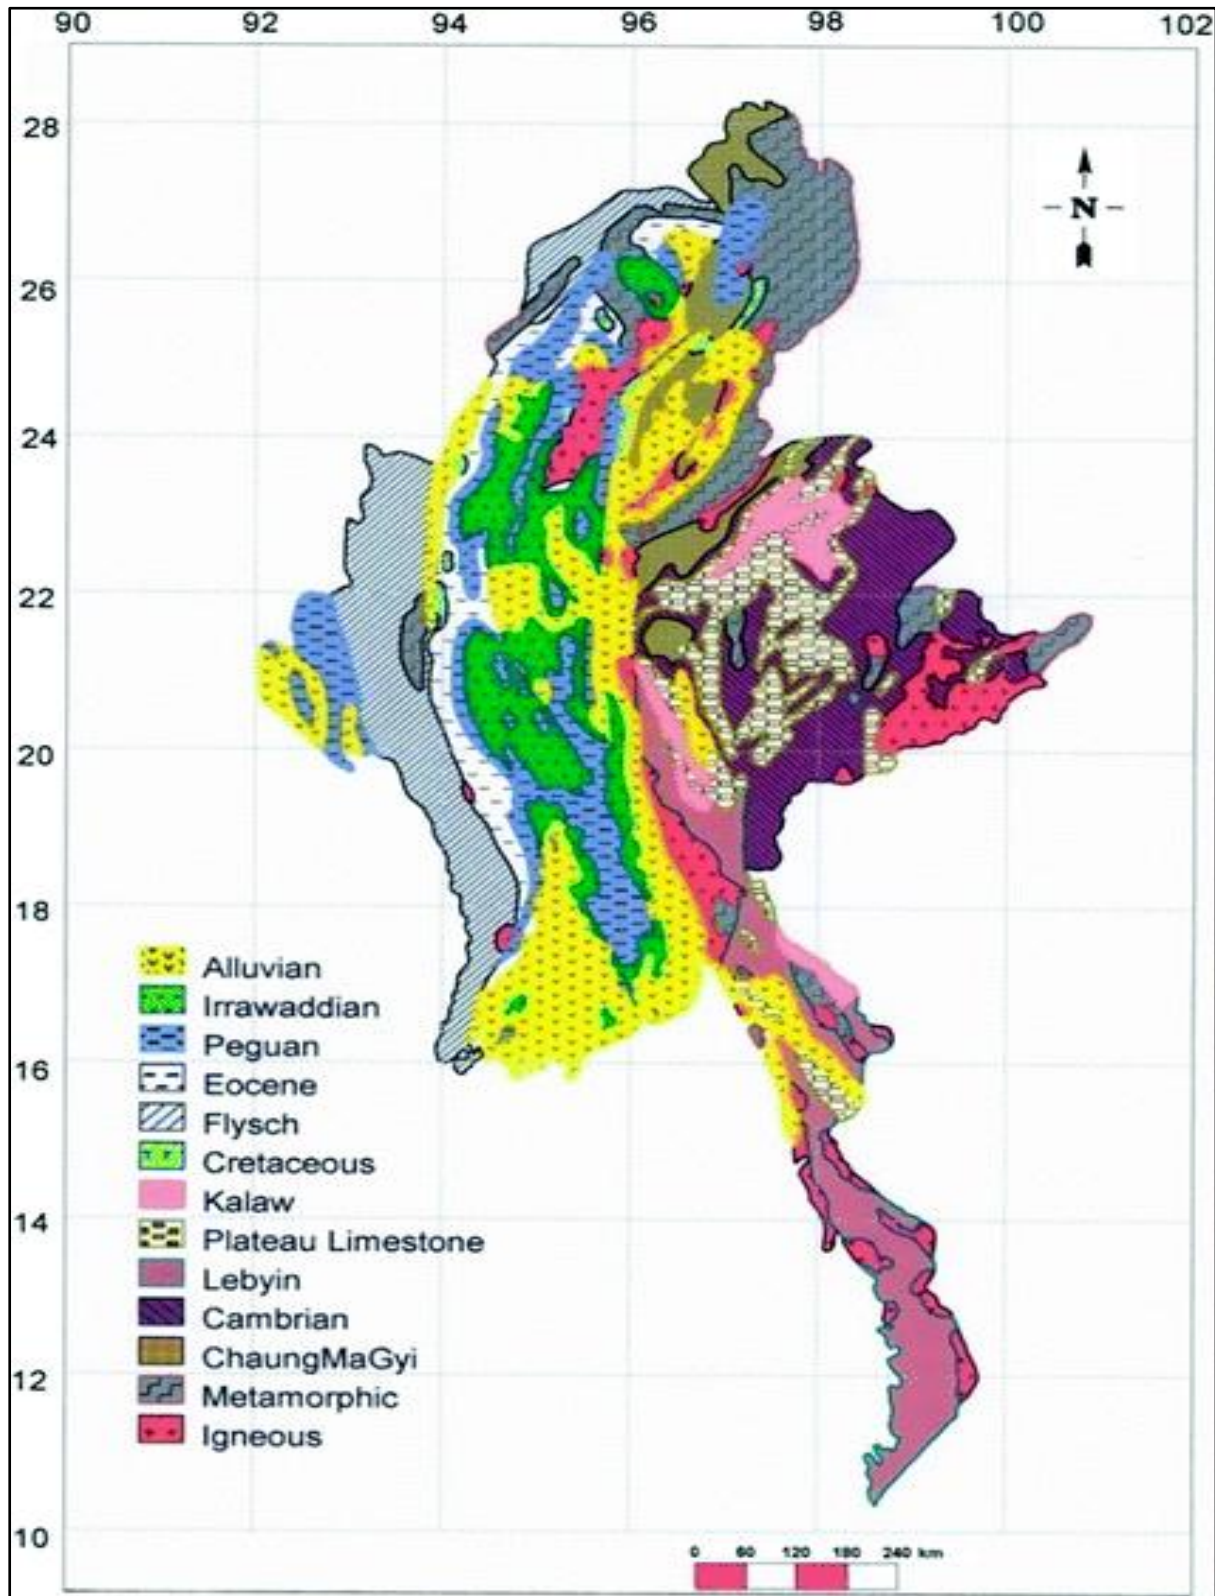 90 92 94 96 98 100 102
28
N
26
24
22
20
18
Alluvian
Irrawaddian
Peguan
16
Eocene
Flysch
Cretaceous
Kalaw
14
Plateau Limestone
Lebyin
Cambrian
ChaungMaGyi
12
Metamorphic
Igneous
10
0 60 120 180 240 km